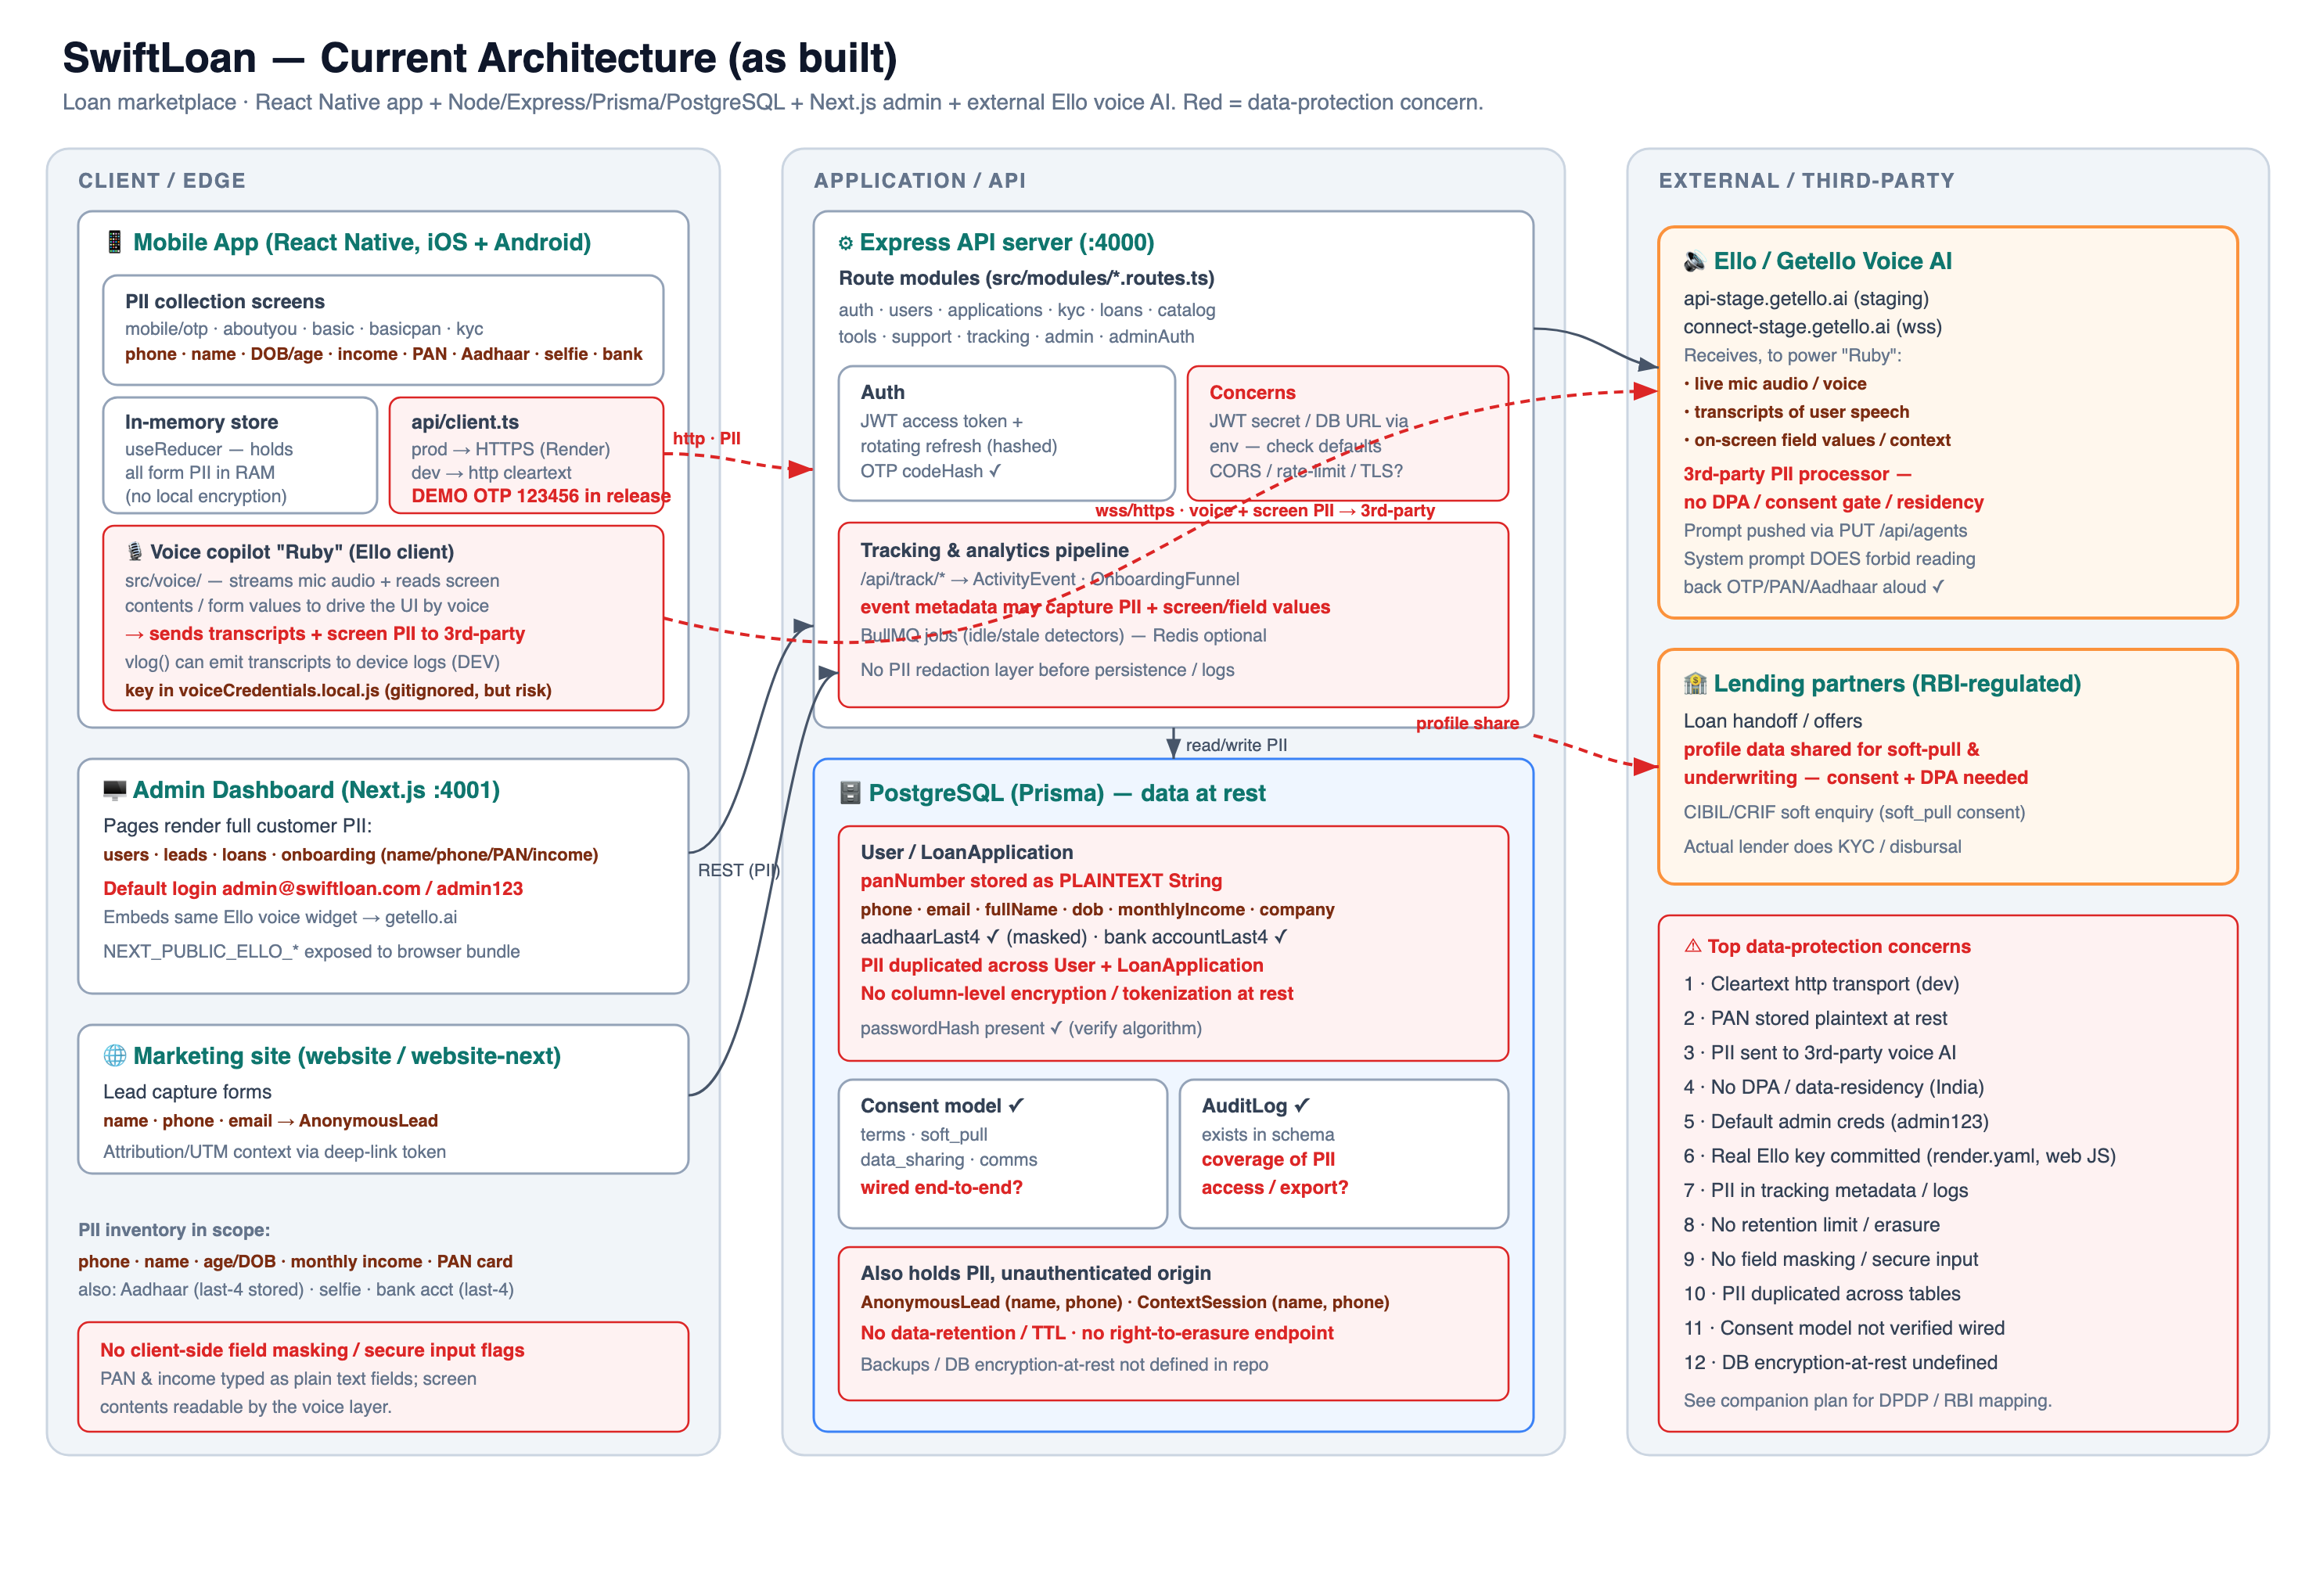 SwiftLoan — Current Architecture (as built)
Loan marketplace · React Native app + Node/Express/Prisma/PostgreSQL + Next.js admin + external Ello voice AI. Red = data-protection concern.
CLIENT / EDGE
Mobile App (React Native, iOS + Android)
PII collection screens
mobile/otp · aboutyou · basic · basicpan · kyc
phone · name · DOB/age · income · PAN · Aadhaar · selfie · bank
In-memory store
useReducer — holds
all form PII in RAM
(no local encryption)
api/client.ts
prod → HTTPS (Render)
dev → http cleartext
DEMO OTP 123456 in release
http · PII
Voice copilot "Ruby" (Ello client)
src/voice/ — streams mic audio + reads screen
contents / form values to drive the UI by voice
→ sends transcripts + screen PII to 3rd-party
vlog() can emit transcripts to device logs (DEV)
key in voiceCredentials.local.js (gitignored, but risk)
Admin Dashboard (Next.js :4001)
Pages render full customer PII:
users · leads · loans · onboarding (name/phone/PAN/income)
Default login admin@swiftloan.com / admin123
Embeds same Ello voice widget → getello.ai
NEXT_PUBLIC_ELLO_* exposed to browser bundle
REST (PII)
Marketing site (website / website-next)
Lead capture forms
name · phone · email → AnonymousLead
Attribution/UTM context via deep-link token
PII inventory in scope:
phone · name · age/DOB · monthly income · PAN card
also: Aadhaar (last-4 stored) · selfie · bank acct (last-4)
No client-side field masking / secure input flags
PAN & income typed as plain text fields; screen
contents readable by the voice layer.
APPLICATION / API
Express API server (:4000)
Route modules (src/modules/*.routes.ts)
auth · users · applications · kyc · loans · catalog
tools · support · tracking · admin · adminAuth
Auth
JWT access token +
rotating refresh (hashed)
OTP codeHash ✓
Concerns
JWT secret / DB URL via
env — check defaults
CORS / rate-limit / TLS?
wss/https · voice + screen PII → 3rd-party
Tracking & analytics pipeline
/api/track/* → ActivityEvent · OnboardingFunnel
event metadata may capture PII + screen/field values
BullMQ jobs (idle/stale detectors) — Redis optional
No PII redaction layer before persistence / logs
profile share
read/write PII
PostgreSQL (Prisma) — data at rest
User / LoanApplication
panNumber stored as PLAINTEXT String
phone · email · fullName · dob · monthlyIncome · company
aadhaarLast4 ✓ (masked) · bank accountLast4 ✓
PII duplicated across User + LoanApplication
No column-level encryption / tokenization at rest
passwordHash present ✓ (verify algorithm)
Consent model ✓
terms · soft_pull
data_sharing · comms
wired end-to-end?
AuditLog ✓
exists in schema
coverage of PII
access / export?
Also holds PII, unauthenticated origin
AnonymousLead (name, phone) · ContextSession (name, phone)
No data-retention / TTL · no right-to-erasure endpoint
Backups / DB encryption-at-rest not defined in repo
EXTERNAL / THIRD-PARTY
Ello / Getello Voice AI
api-stage.getello.ai (staging)
connect-stage.getello.ai (wss)
Receives, to power "Ruby":
• live mic audio / voice
• transcripts of user speech
• on-screen field values / context
3rd-party PII processor —
no DPA / consent gate / residency
Prompt pushed via PUT /api/agents
System prompt DOES forbid reading
back OTP/PAN/Aadhaar aloud ✓
Lending partners (RBI-regulated)
Loan handoff / offers
profile data shared for soft-pull &
underwriting — consent + DPA needed
CIBIL/CRIF soft enquiry (soft_pull consent)
Actual lender does KYC / disbursal
⚠ Top data-protection concerns
1 · Cleartext http transport (dev)
2 · PAN stored plaintext at rest
3 · PII sent to 3rd-party voice AI
4 · No DPA / data-residency (India)
5 · Default admin creds (admin123)
6 · Real Ello key committed (render.yaml, web JS)
7 · PII in tracking metadata / logs
8 · No retention limit / erasure
9 · No field masking / secure input
10 · PII duplicated across tables
11 · Consent model not verified wired
12 · DB encryption-at-rest undefined
See companion plan for DPDP / RBI mapping.